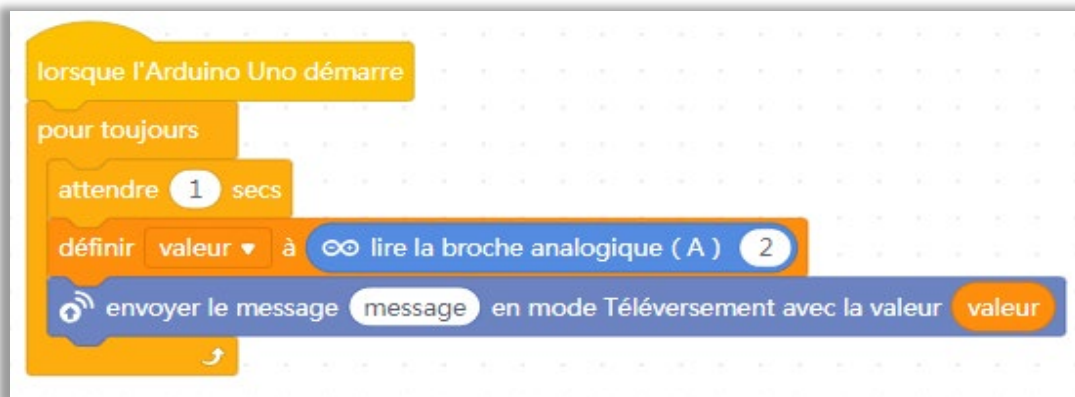 lorsque l'Arduino Uno démarre
pour toujours
attendre 1 secs
définir valeur à lire la broche analogique ( A ) 2
envoyer le message message en mode Téléversement avec la valeur valeur